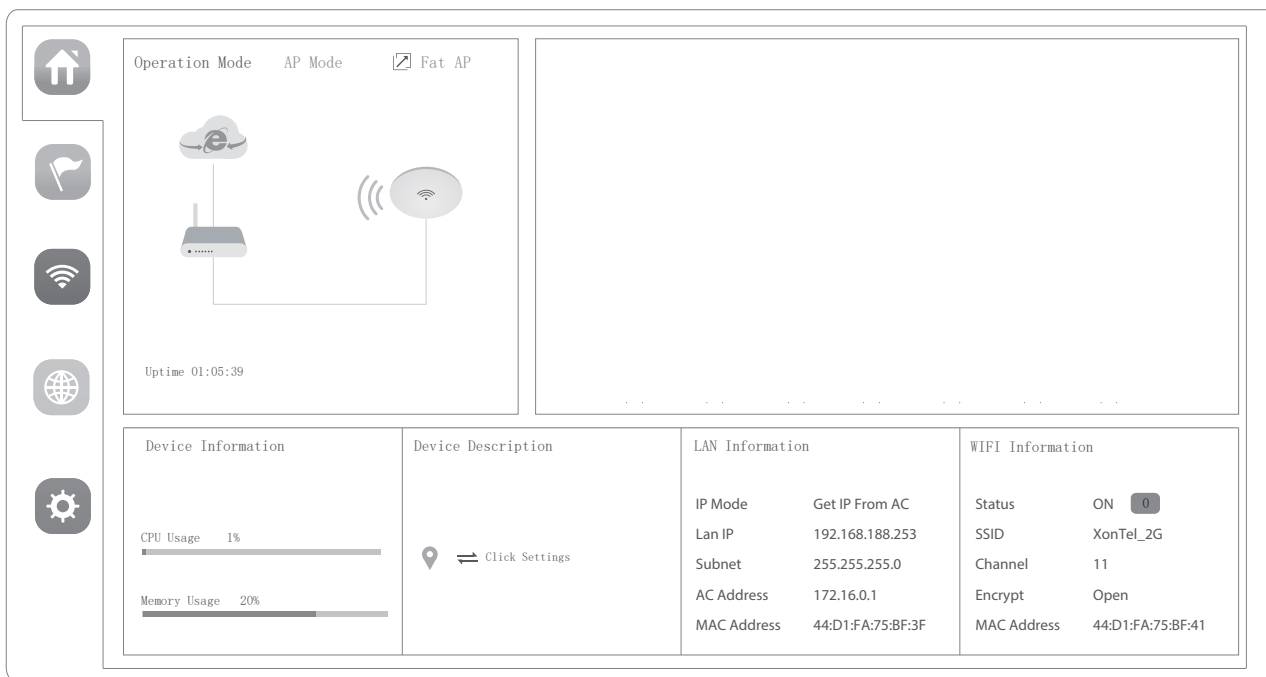 Operation Mode AP Mode Fat AP
Uptime 01:05:39
Device Information
CPU Usage 1%
Memory Usage 20%
Device Description
Click Settings
LAN Information
IP Mode Get IP From AC
Lan IP 192.168.188.253
Subnet 255.255.255.0
AC Address 172.16.0.1
MAC Address 44:D1:FA:75:BF:3F
WIFI Information
Status ON 0
SSID XonTel_2G
Channel 11
Encrypt Open
MAC Address 44:D1:FA:75:BF:41